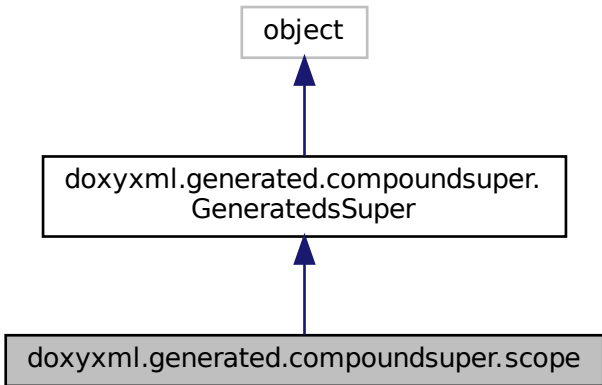 object
doxyxml.generated.compoundsuper.
GeneratedsSuper
doxyxml.generated.compoundsuper.scope